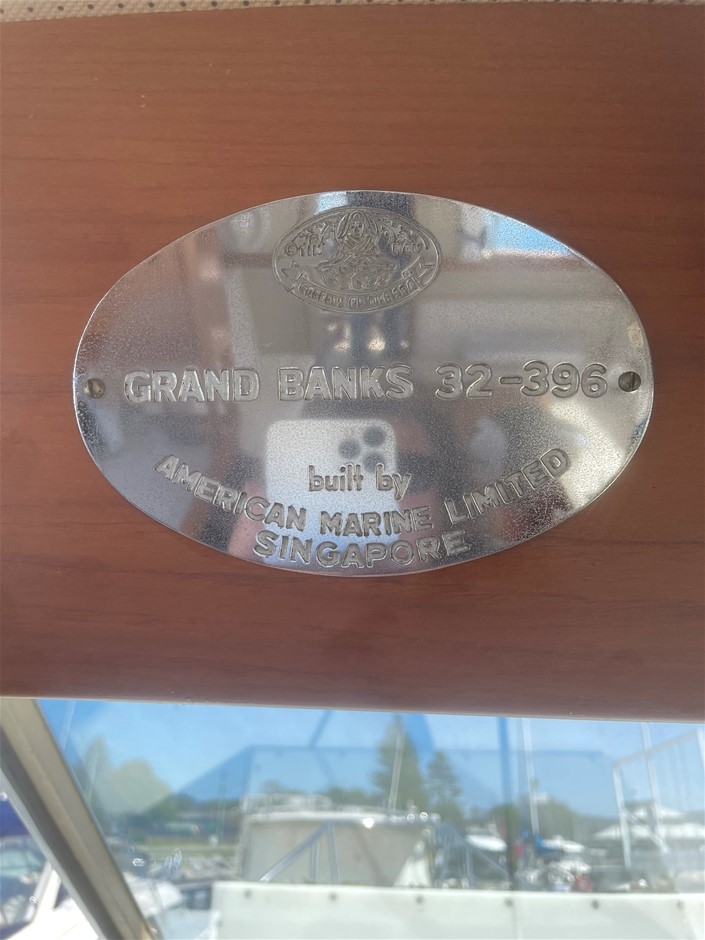 GRAND BANKS 32-396
built by
AMERICAN MARINE LIMITED
SINGAPORE